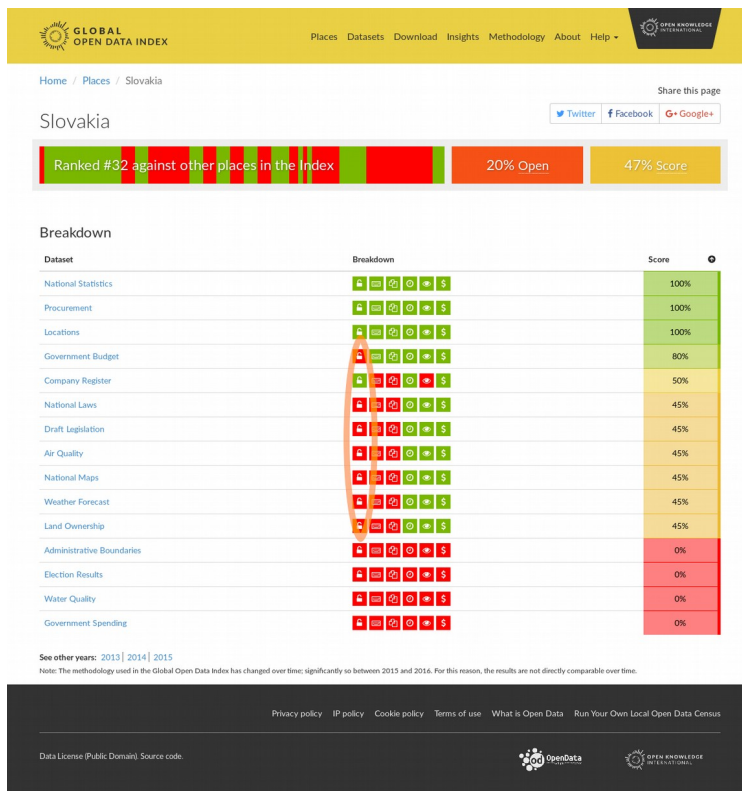 GLOBAL
OPEN DATA INDEX
Places Datasets Download Insights Methodology About Help
OPEN KNOWLEDGE
INTERNATIONAL
Home / Places / Slovakia
Share this page
Slovakia
Twitter Facebook G+ Google+
Ranked #32 against other places in the Index 20% Open 47% Score
Breakdown
Dataset Breakdown Score
National Statistics $ 100%
Procurement $ 100%
Locations $ 100%
Government Budget $ 80%
Company Register $ 50%
National Laws $ 45%
Draft Legislation $ 45%
Air Quality $ 45%
National Maps $ 45%
Weather Forecast $ 45%
Land Ownership $ 45%
Administrative Boundaries $ 0%
Election Results $ 0%
Water Quality $ 0%
Government Spending $ 0%
See other years: 2013 | 2014 | 2015
Note: The methodology used in the Global Open Data Index has changed over time; significantly so between 2015 and 2016. For this reason, the results are not directly comparable over time.
Privacy policy IP policy Cookie policy Terms of use What is Open Data Run Your Own Local Open Data Census
Data License (Public Domain). Source code.
od OpenData
OPEN KNOWLEDGE
INTERNATIONAL